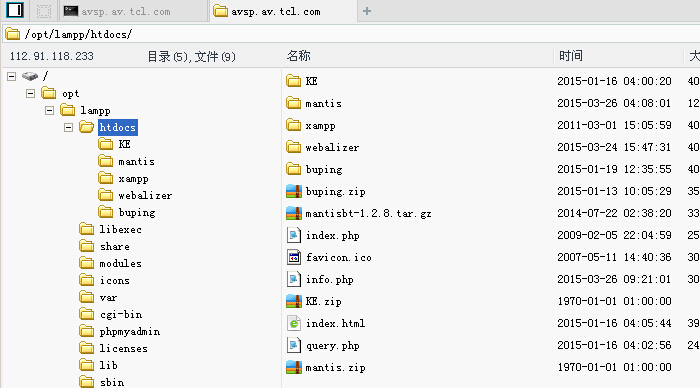 avsp.av.tcl.com avsp.av.tcl.com
/opt/lampp/htdocs/
112.91.118.233 目录(5),文件(9) 名称 时间 大
/
opt
lampp
htdocs
KE
mantis
xampp
webalizer
buping
libexec
share
modules
icons
var
cgi-bin
phpmyadmin
licenses
lib
sbin
KE 2015-01-16 04:00:20 40
mantis 2015-03-26 04:08:01 12
xampp 2011-03-01 15:05:59 40
webalizer 2015-03-24 15:47:31 40
buping 2015-01-19 12:35:55 40
buping.zip 2015-01-13 10:05:29 35
mantisbt-1.2.8.tar.gz 2014-07-22 02:38:20 33
index.php 2009-02-05 22:04:59 25
favicon.ico 2007-05-11 14:40:36 30
info.php 2015-03-26 09:21:01 30
KE.zip 1970-01-01 01:00:00
index.html 2015-01-16 04:05:44 39
query.php 2015-01-16 04:02:56 24
mantis.zip 1970-01-01 01:00:00